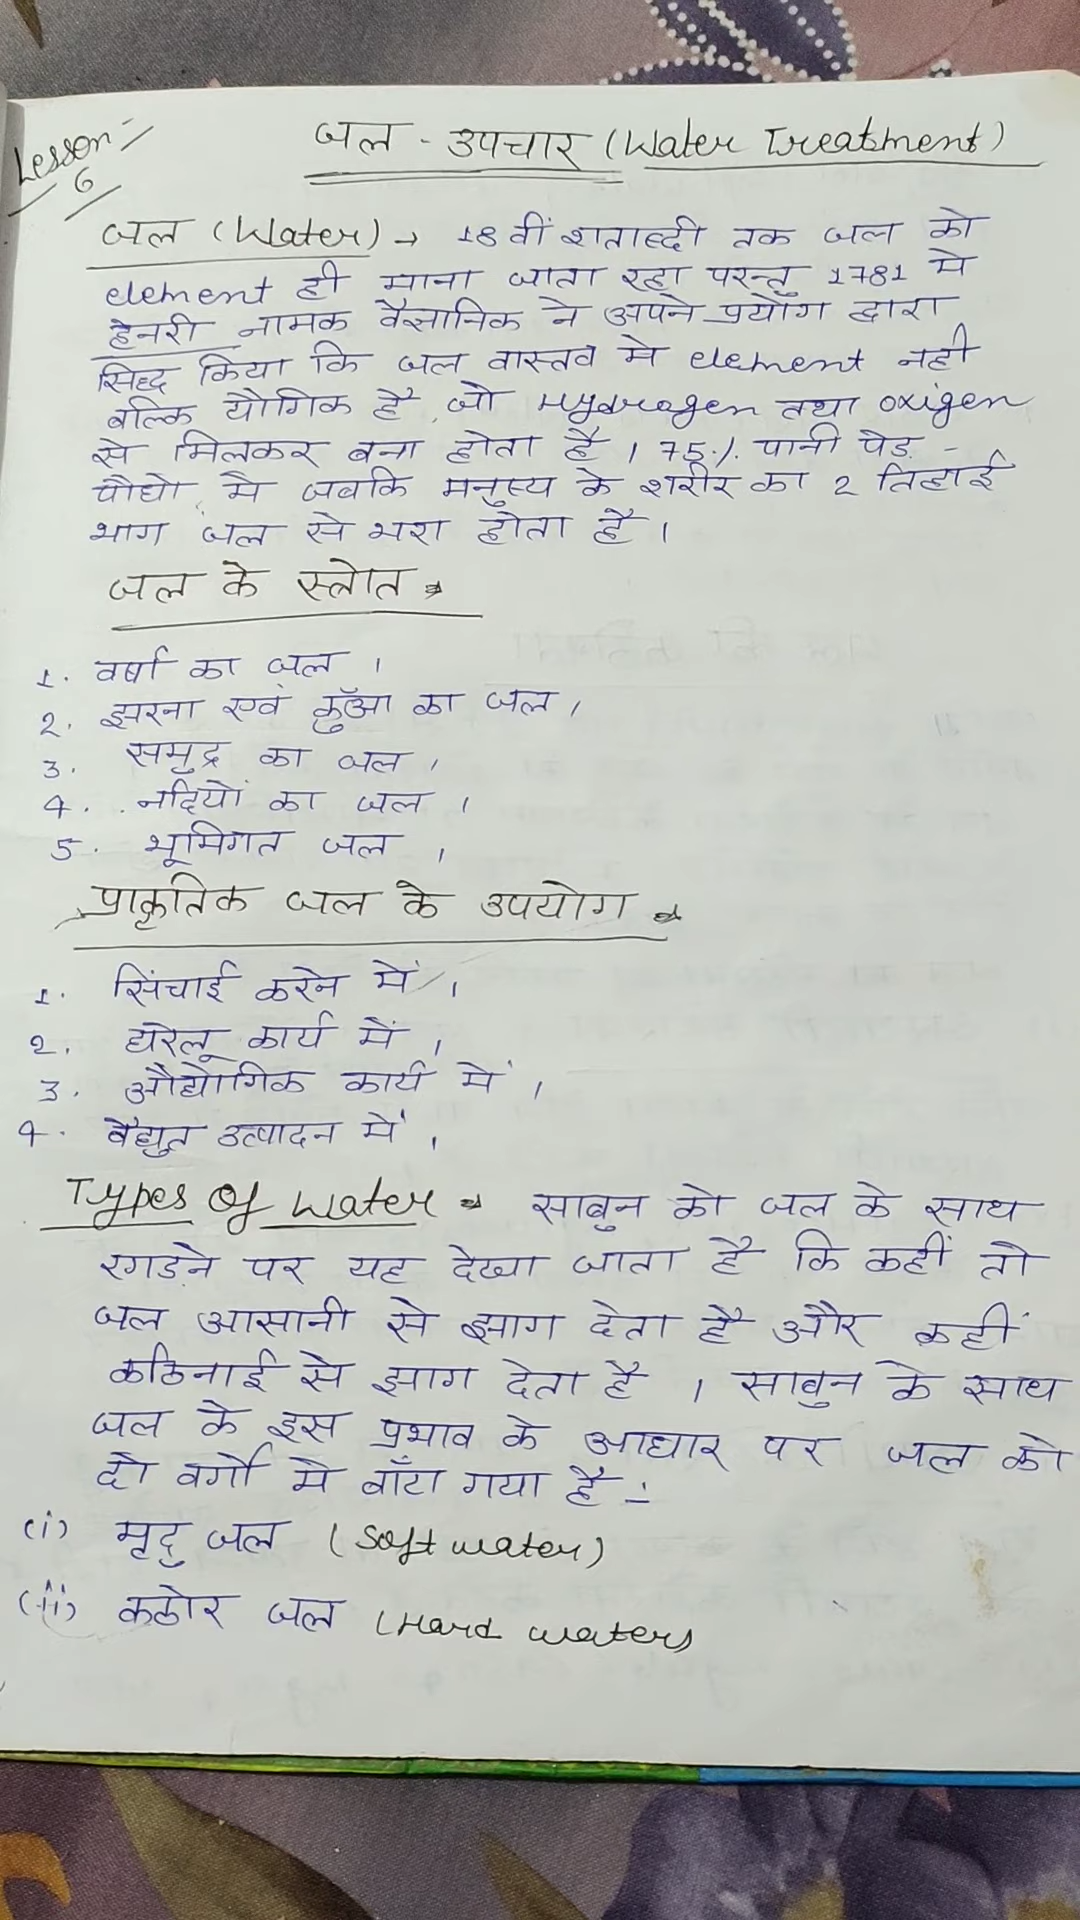 Lesson:-
6
जल - उपचार (Water Treatment)
जल (Water) → 18 वीं शताब्दी तक जल को
element ही माना जाता रहा परन्तु 1781 मे
हेनरी नामक वैज्ञानिक ने अपने प्रयोग द्वारा
सिद्ध किया कि जल वास्तव मे element नही
बल्कि यौगिक है जो Hydrogen तथा oxigen
से मिलकर बना होता है । 75% पानी पेड़ -
पौधो मे जबकि मनुष्य के शरीर का 2 तिहाई
भाग जल से भरा होता है ।
जल के स्त्रोत →
1. वर्षा का जल ।
2. झरना एवं कुँआ का जल ।
3. समुद्र का जल ।
4. नदियों का जल ।
5. भूमिगत जल ।
प्राकृतिक जल के उपयोग →
1. सिंचाई करने में ।
2. घरेलू कार्य में ।
3. औद्योगिक कार्य में ।
4. वैद्युत उत्पादन में ।
Types of water → साबुन को जल के साथ
रगडने पर यह देखा जाता है कि कहीं तो
जल आसानी से झाग देता है और कहीं
कठिनाई से झाग देता है । साबुन के साथ
जल के इस प्रभाव के आधार पर जल को
दो वर्गो मे बाँटा गया है :-
(i) मृदु जल (Soft water)
(ii) कठोर जल (Hard water)